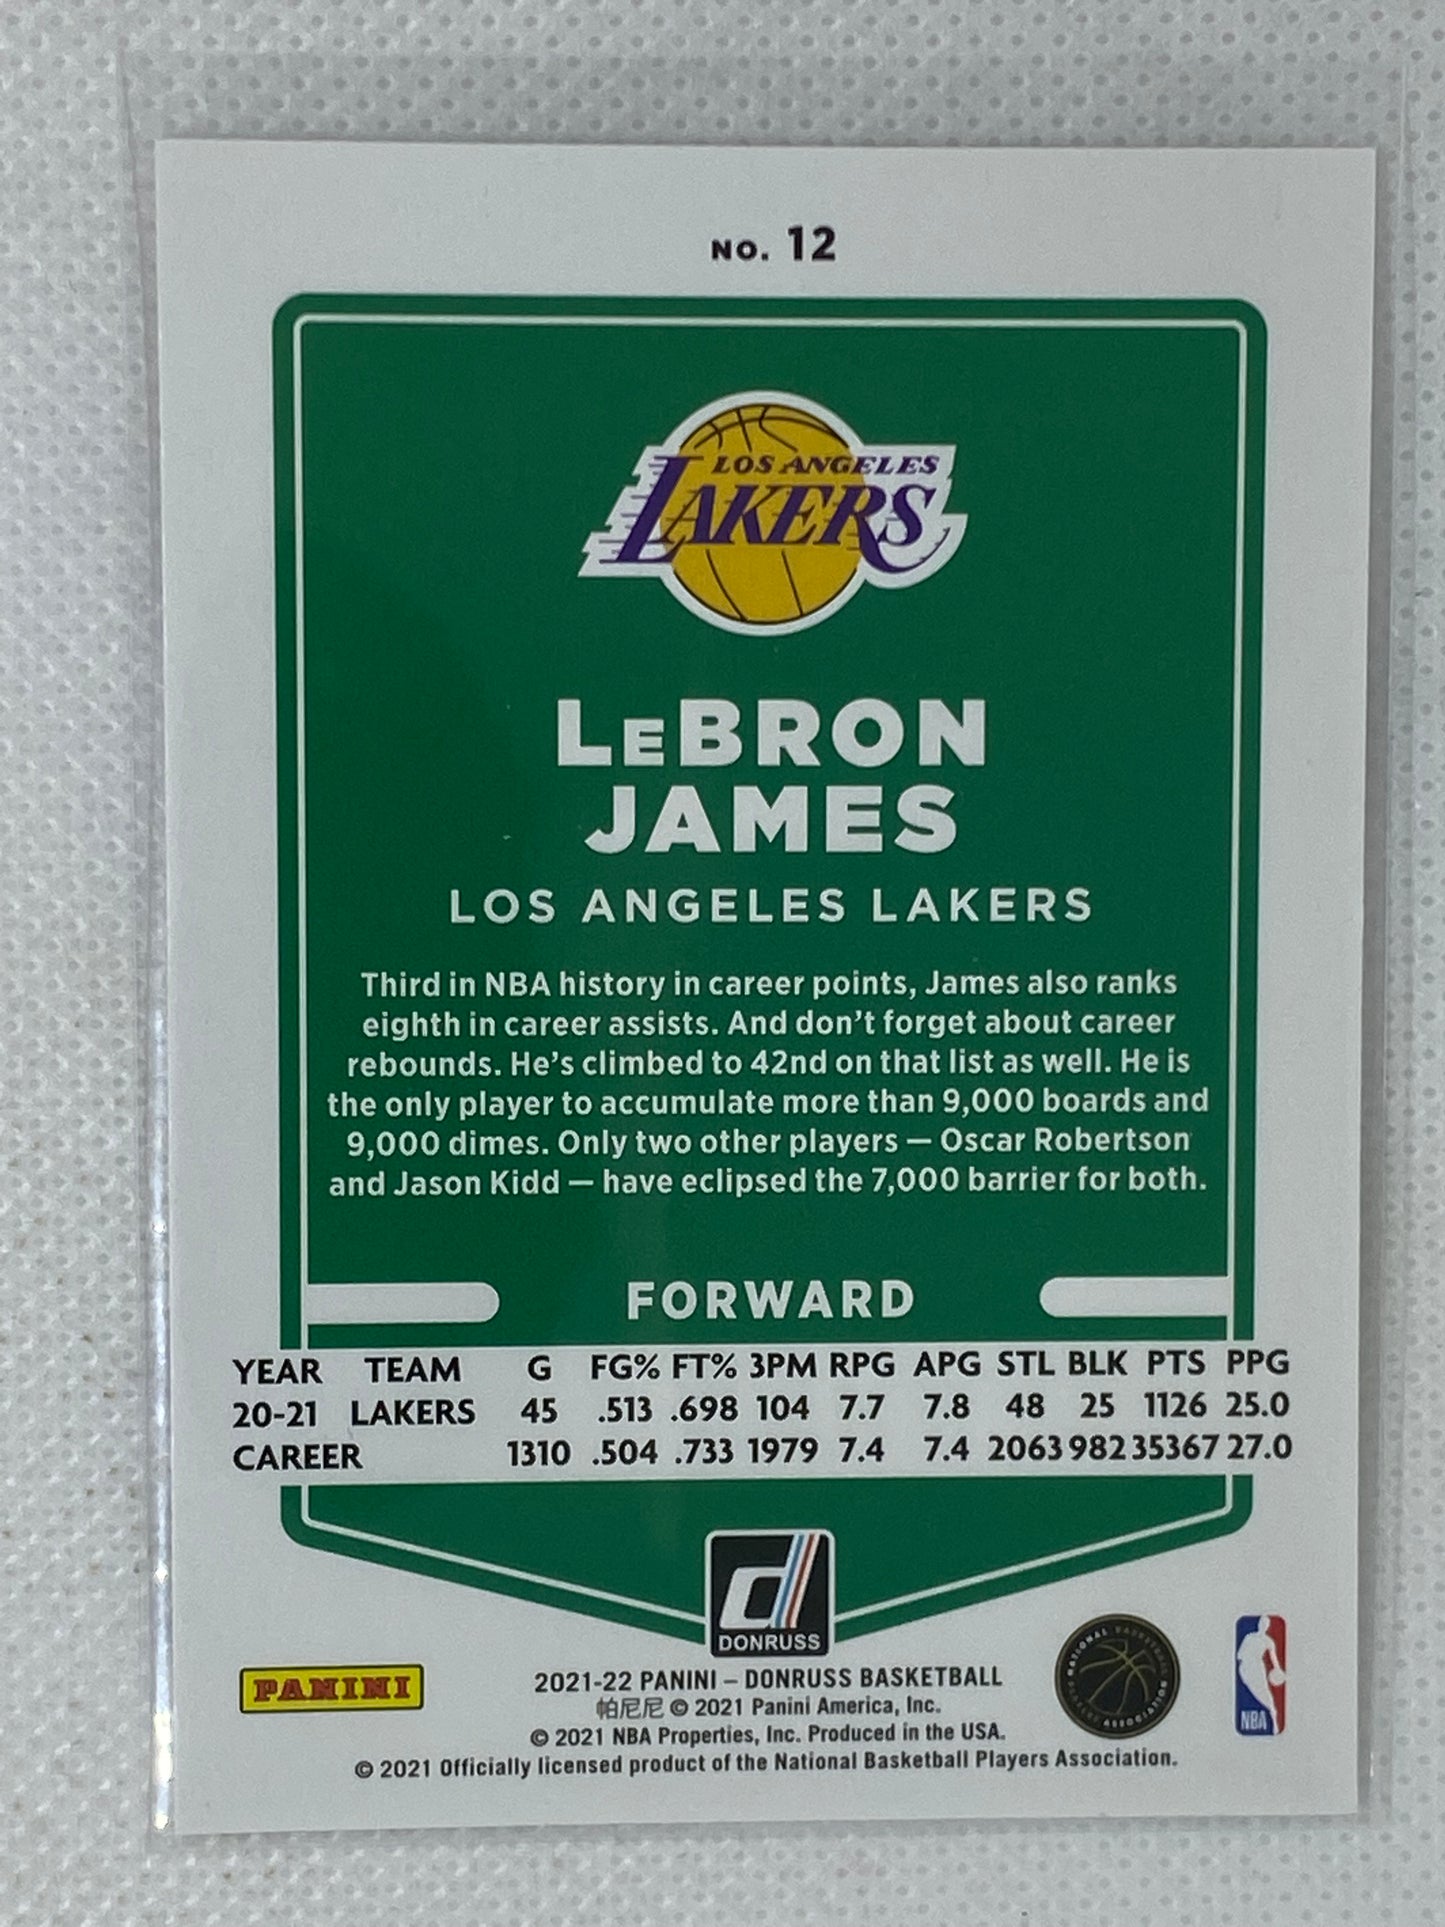 No. 12
LOS ANGELES
LAKERS
LeBRON
JAMES
LOS ANGELES LAKERS
Third in NBA history in career points, James also ranks
eighth in career assists. And don't forget about career
rebounds. He's climbed to 42nd on that list as well. He is
the only player to accumulate more than 9,000 boards and
9,000 dimes. Only two other players — Oscar Robertson
and Jason Kidd — have eclipsed the 7,000 barrier for both.
FORWARD
YEAR TEAM G FG% FT% 3PM RPG APG STL BLK PTS PPG
20-21 LAKERS 45 .513 .698 104 7.7 7.8 48 25 1126 25.0
CAREER 1310 .504 .733 1979 7.4 7.4 2063 982 35367 27.0
d
DONRUSS
PANINI
2021-22 PANINI – DONRUSS BASKETBALL
帕尼尼 © 2021 Panini America, Inc.
© 2021 NBA Properties, Inc. Produced in the USA.
© 2021 Officially licensed product of the National Basketball Players Association.
NATIONAL BASKETBALL
PLAYERS ASSOCIATION
NBA